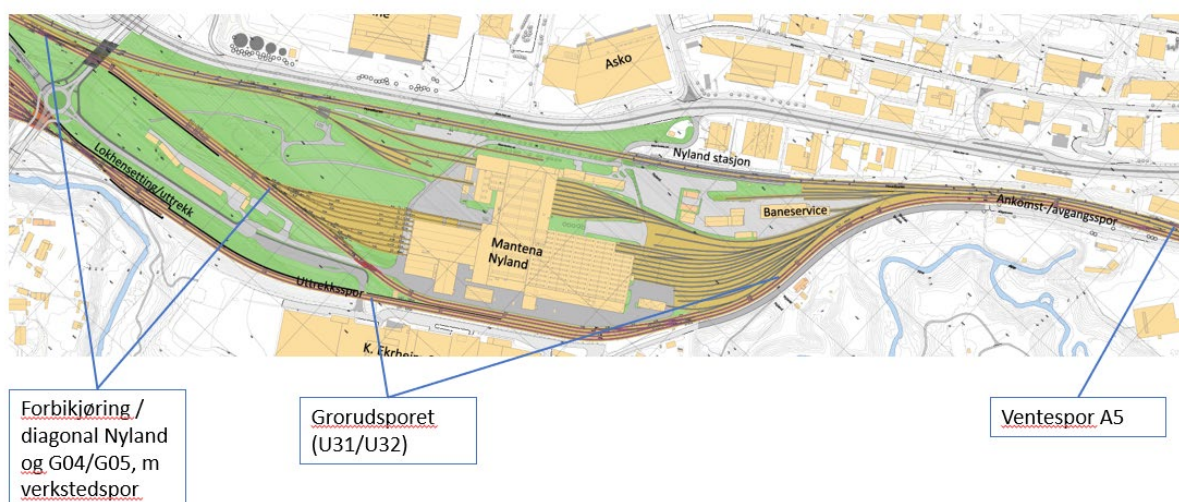 Asko
Nyland stasjon
Lokhensetting/uttrekk
Baneservice
Ankomst-/avgangsspor
Mantena
Nyland
Uttrekksspor
K. Ekrheim
Forbikjøring /
diagonal Nyland
og G04/G05, m
verkstedspor
Grorudsporet
(U31/U32)
Ventespor A5